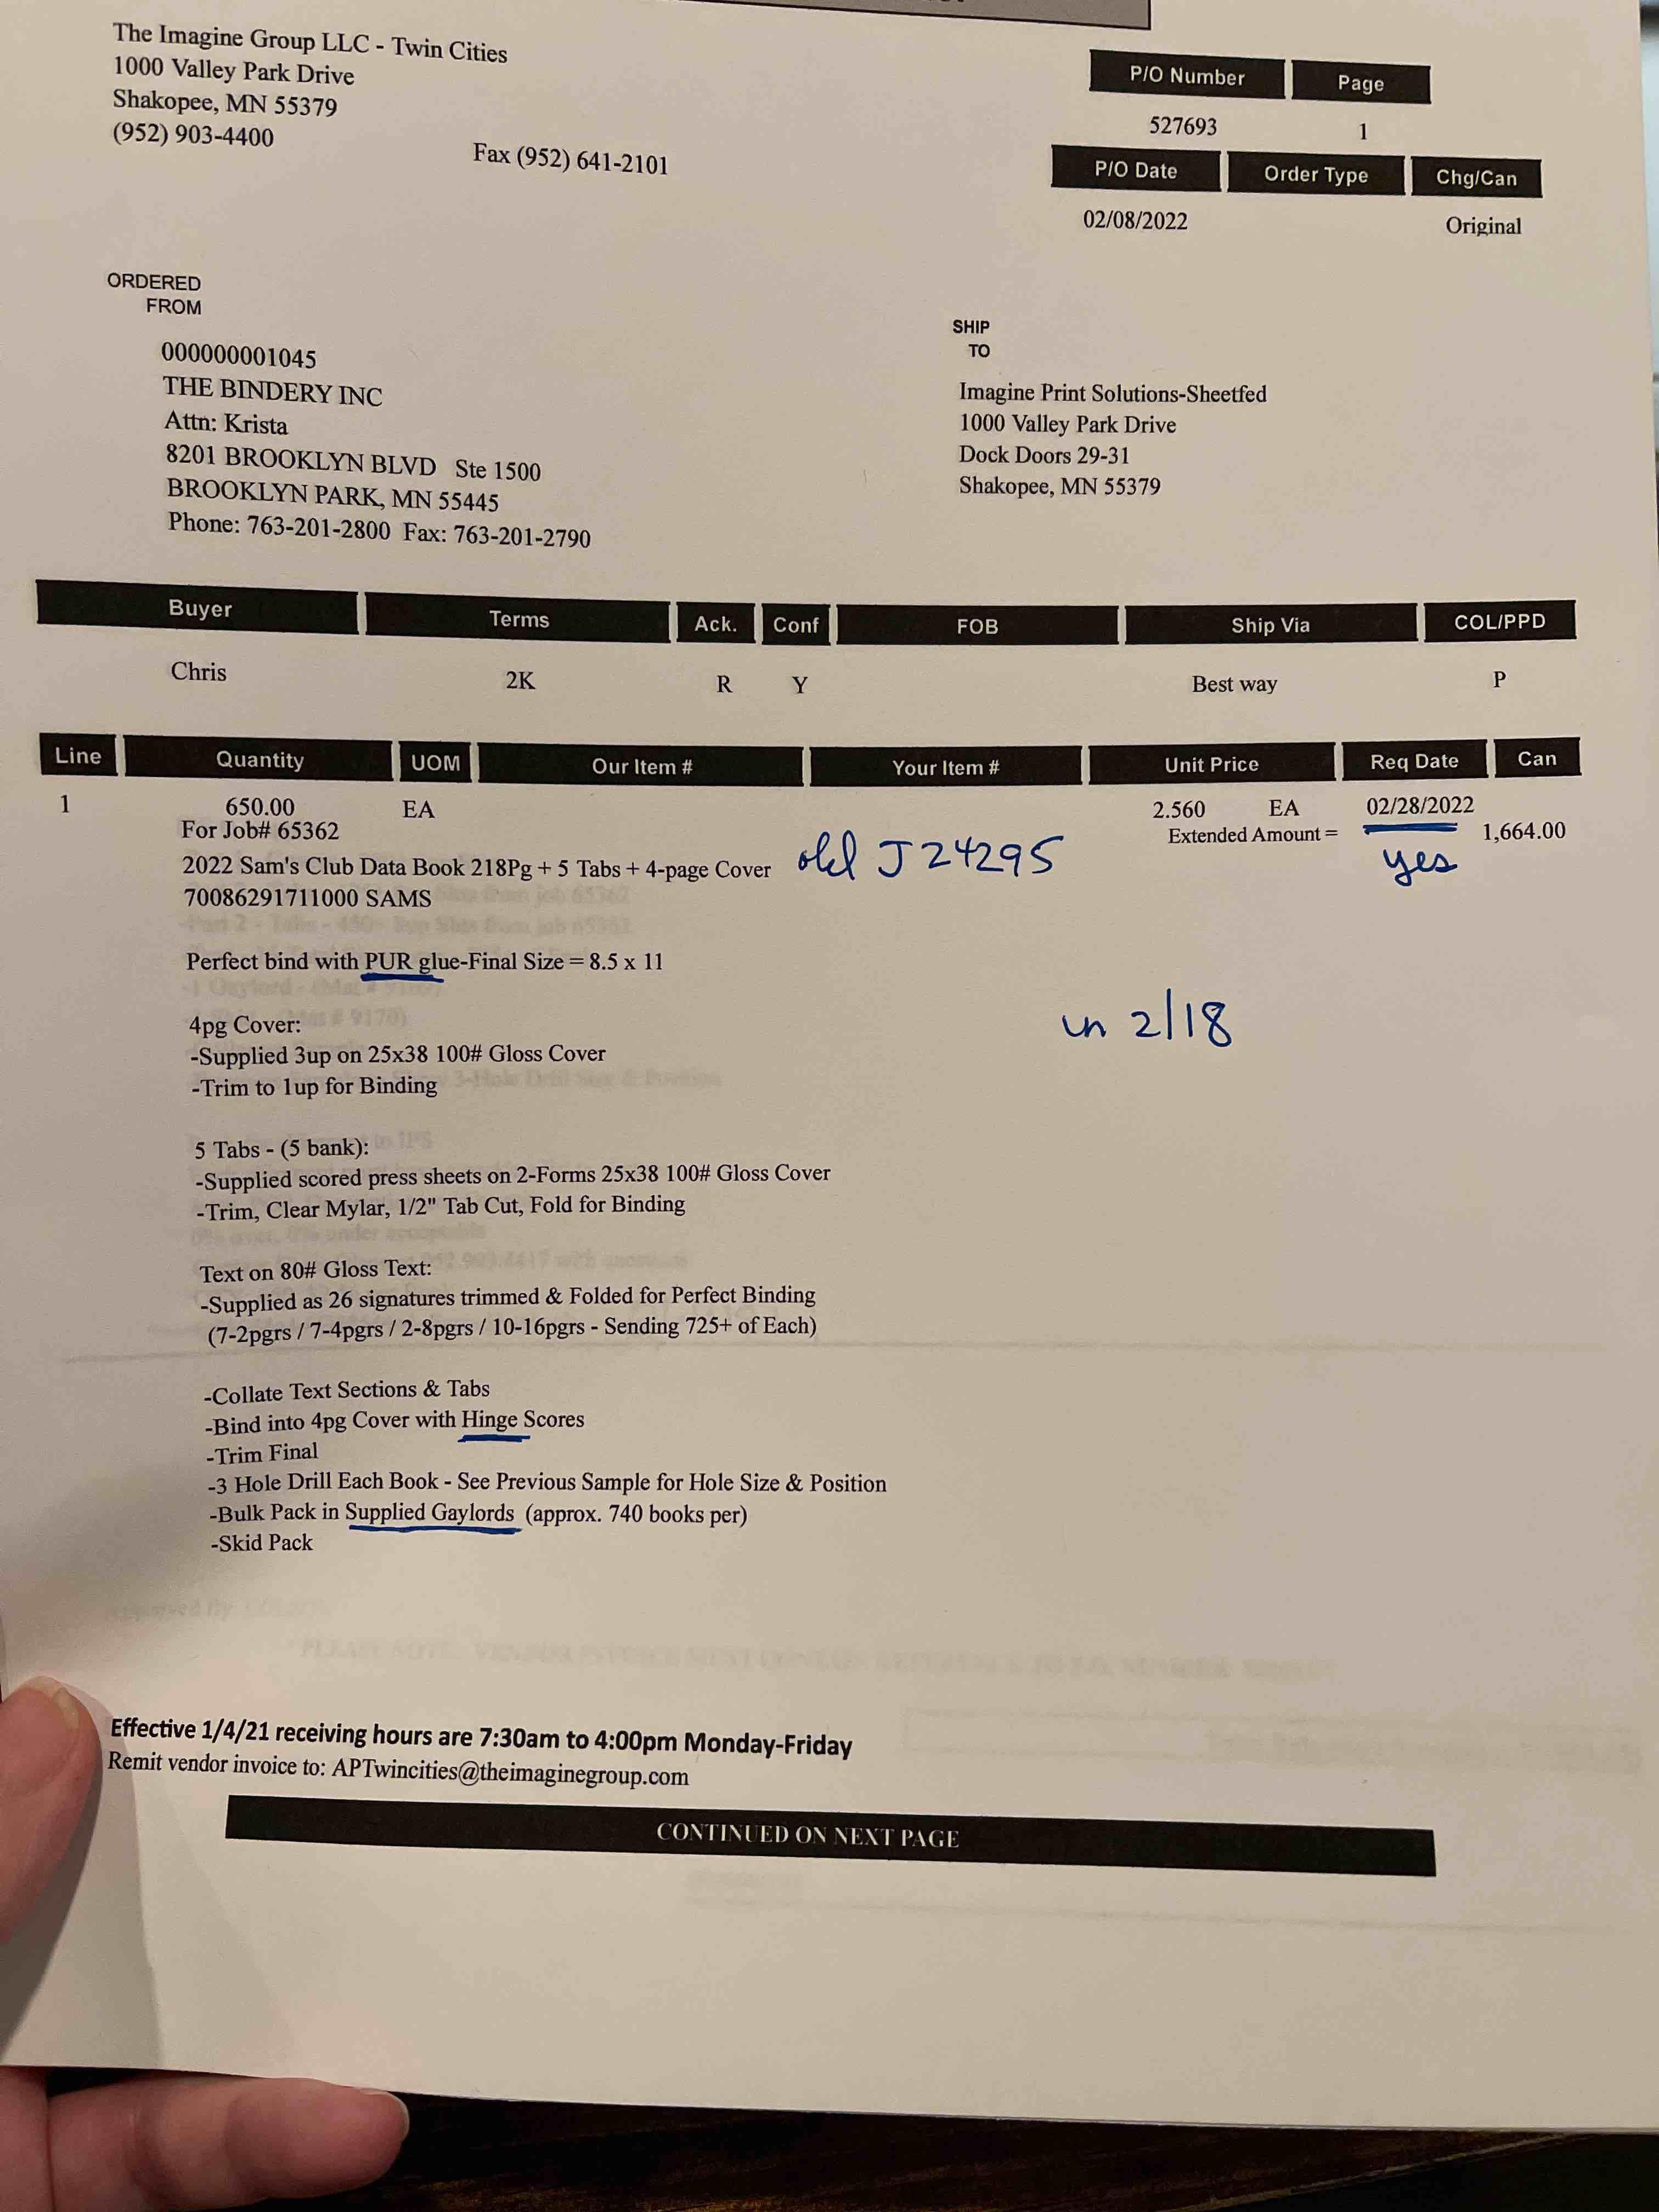 The Imagine Group LLC - Twin Cities
1000 Valley Park Drive
Shakopee, MN 55379
(952) 903-4400
Fax (952) 641-2101
P/O Number Page
527693 1
P/O Date Order Type Chg/Can
02/08/2022 Original
ORDERED
FROM
000000001045
THE BINDERY INC
Attn: Krista
8201 BROOKLYN BLVD Ste 1500
BROOKLYN PARK, MN 55445
Phone: 763-201-2800 Fax: 763-201-2790
SHIP
TO
Imagine Print Solutions-Sheetfed
1000 Valley Park Drive
Dock Doors 29-31
Shakopee, MN 55379
Buyer Terms Ack. Conf FOB Ship Via COL/PPD
Chris 2K R Y Best way P
Line Quantity UOM Our Item # Your Item # Unit Price Req Date Can
1 650.00 EA 2.560 EA 02/28/2022
For Job# 65362 Extended Amount = 1,664.00
2022 Sam's Club Data Book 218Pg + 5 Tabs + 4-page Cover old J24295 yes
70086291711000 SAMS
Perfect bind with PUR glue-Final Size = 8.5 x 11
in 2/18
4pg Cover:
-Supplied 3up on 25x38 100# Gloss Cover
-Trim to 1up for Binding
5 Tabs - (5 bank):
-Supplied scored press sheets on 2-Forms 25x38 100# Gloss Cover
-Trim, Clear Mylar, 1/2" Tab Cut, Fold for Binding
Text on 80# Gloss Text:
-Supplied as 26 signatures trimmed & Folded for Perfect Binding
(7-2pgrs / 7-4pgrs / 2-8pgrs / 10-16pgrs - Sending 725+ of Each)
-Collate Text Sections & Tabs
-Bind into 4pg Cover with Hinge Scores
-Trim Final
-3 Hole Drill Each Book - See Previous Sample for Hole Size & Position
-Bulk Pack in Supplied Gaylords (approx. 740 books per)
-Skid Pack
Effective 1/4/21 receiving hours are 7:30am to 4:00pm Monday-Friday
Remit vendor invoice to: APTwincities@theimaginegroup.com
CONTINUED ON NEXT PAGE